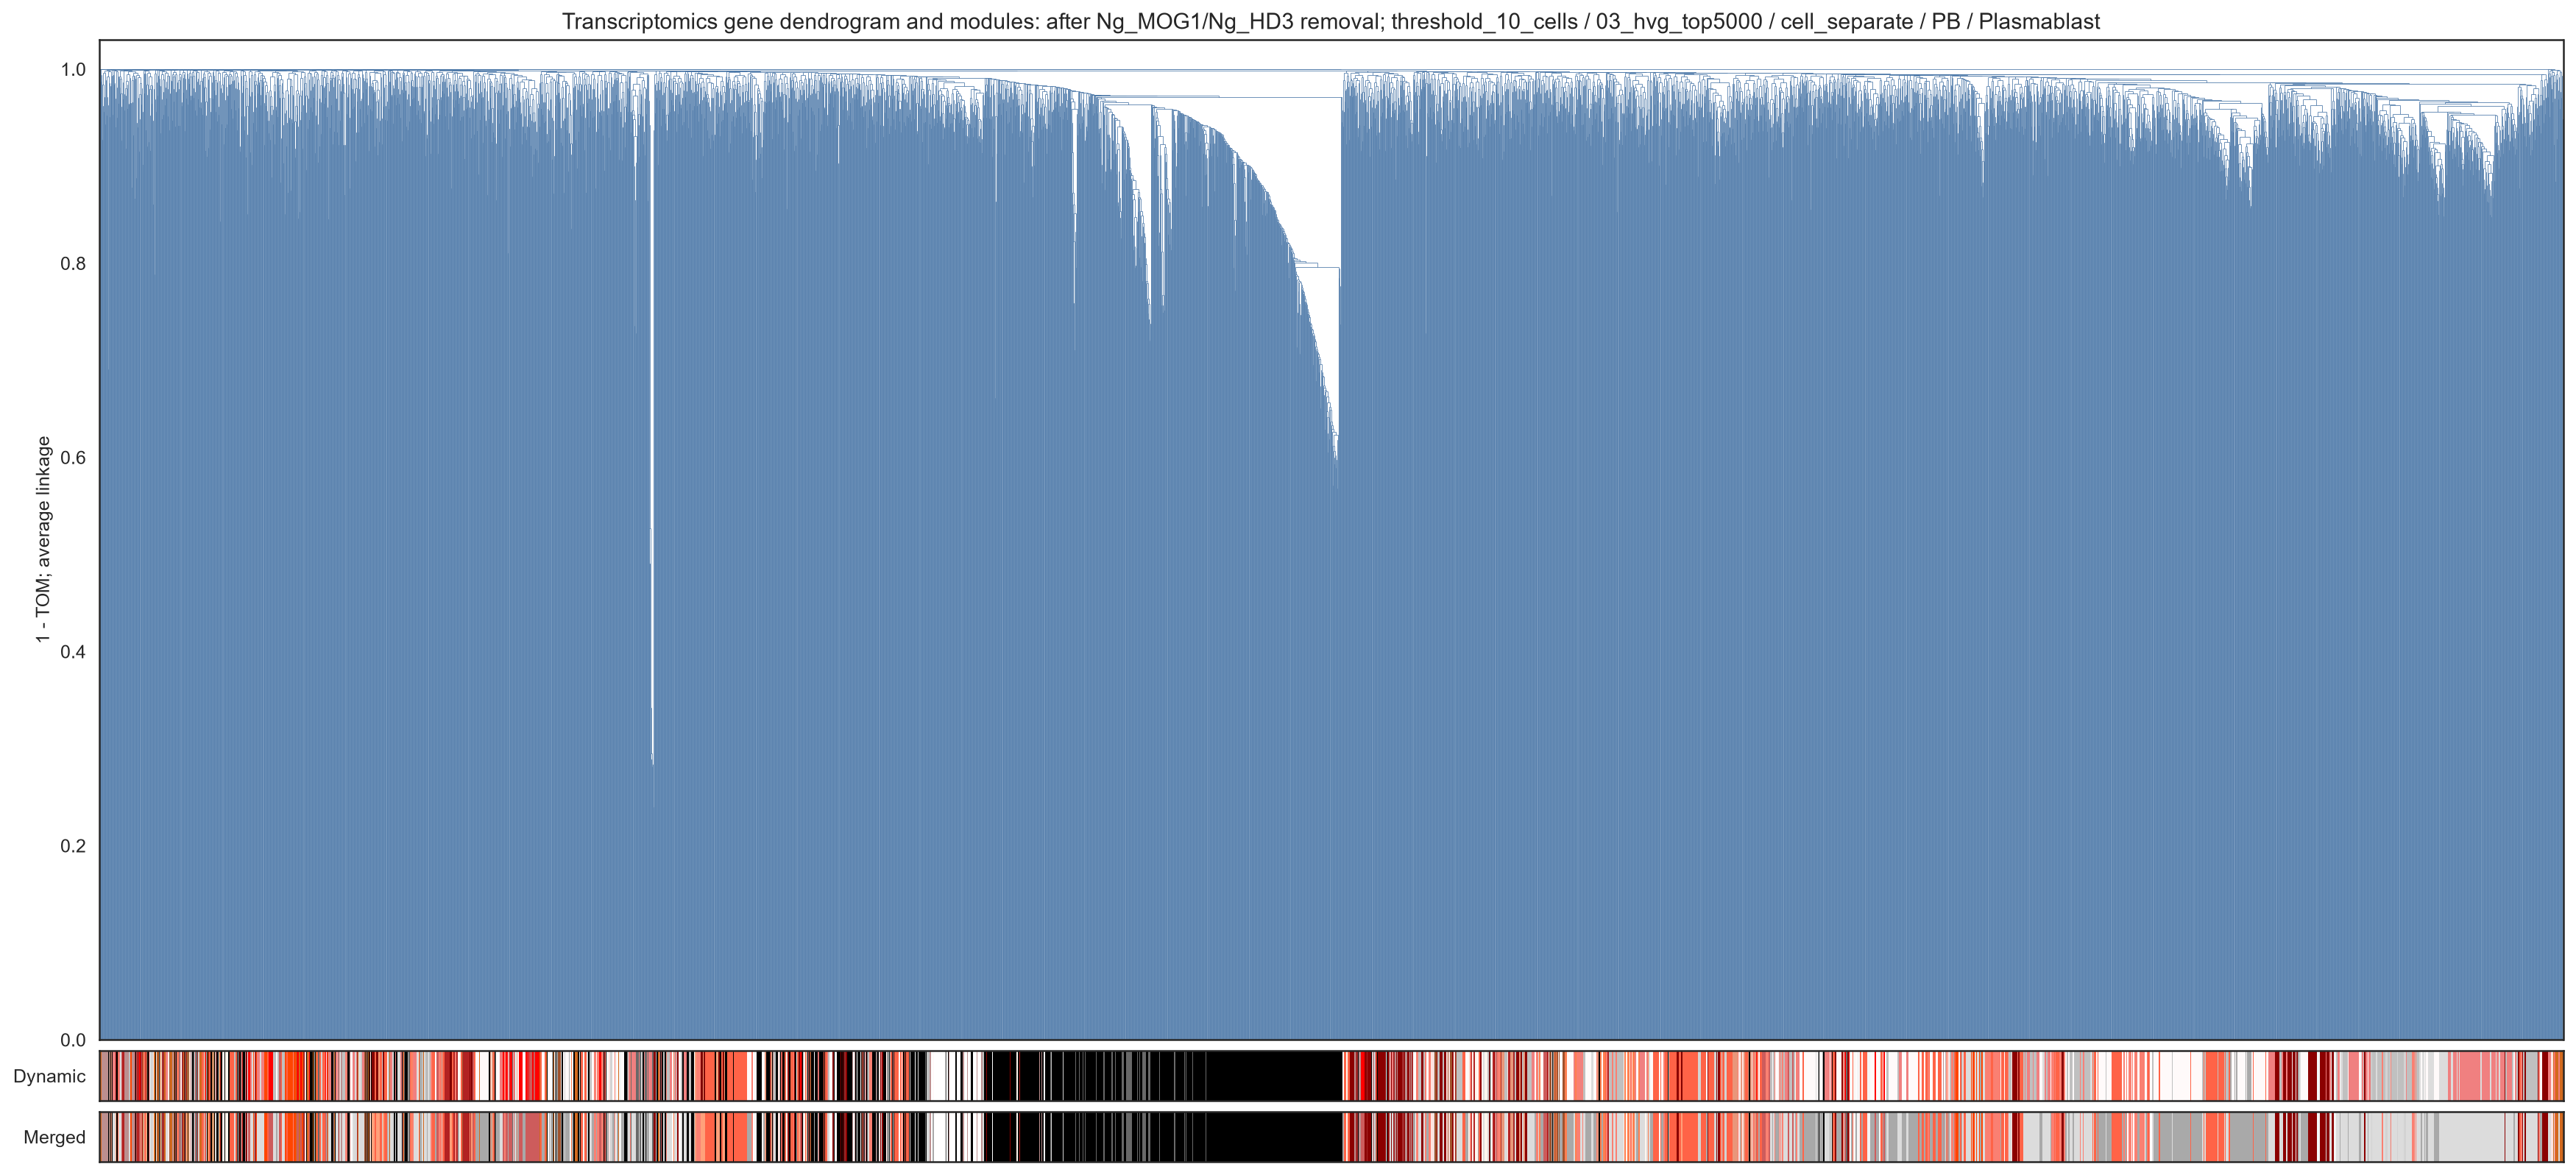 Transcriptomics gene dendrogram and modules: after Ng_MOG1/Ng_HD3 removal; threshold_10_cells / 03_hvg_top5000 / cell_separate / PB / Plasmablast
1.0
0.8
0.6
0.4
0.2
0.0
1 - TOM; average linkage
Dynamic
Merged